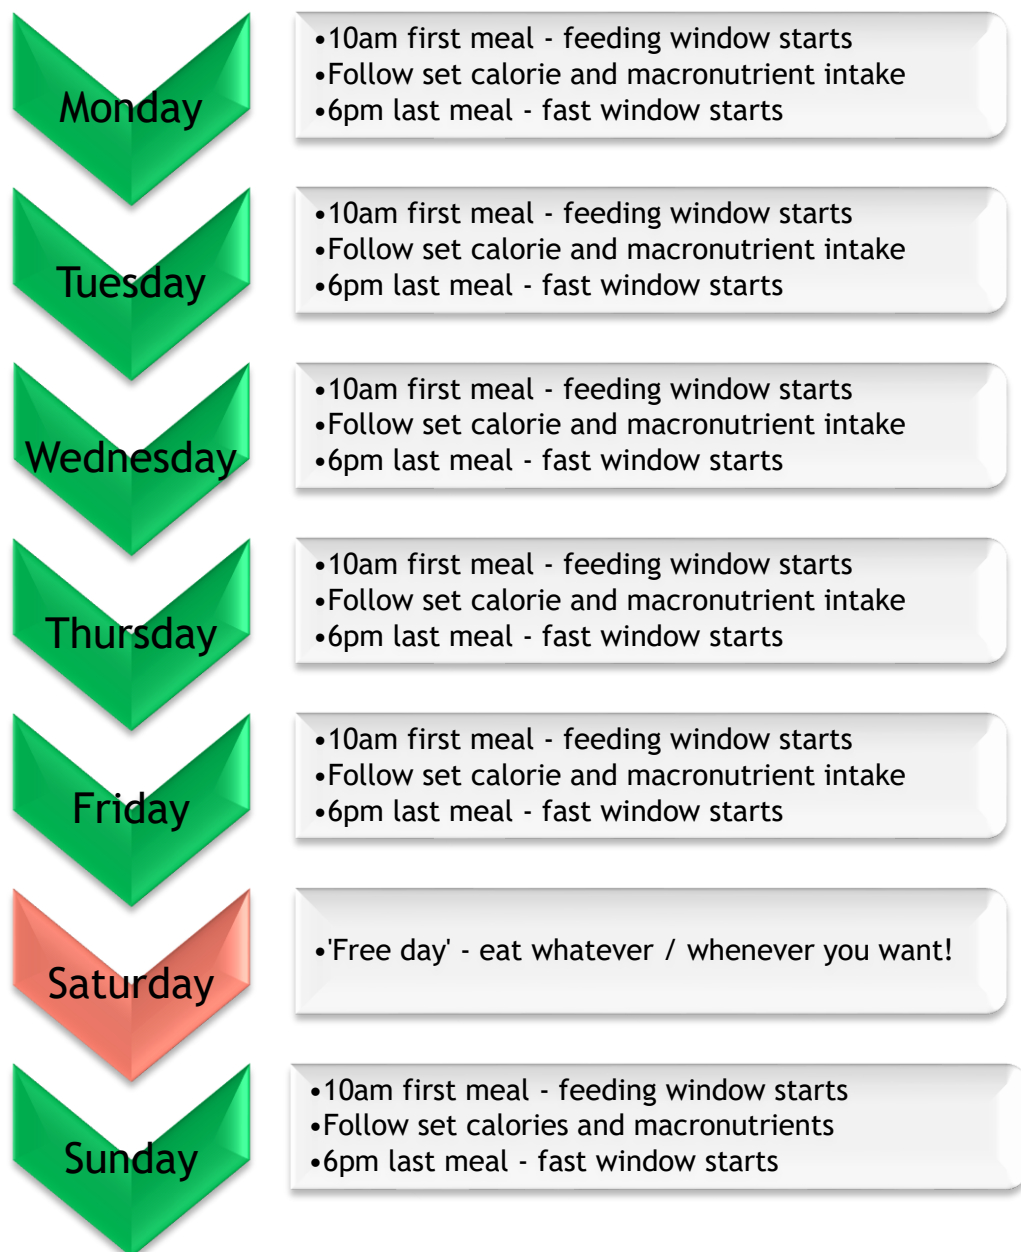 Monday
•10am first meal - feeding window starts
•Follow set calorie and macronutrient intake
•6pm last meal - fast window starts
Tuesday
•10am first meal - feeding window starts
•Follow set calorie and macronutrient intake
•6pm last meal - fast window starts
Wednesday
•10am first meal - feeding window starts
•Follow set calorie and macronutrient intake
•6pm last meal - fast window starts
Thursday
•10am first meal - feeding window starts
•Follow set calorie and macronutrient intake
•6pm last meal - fast window starts
Friday
•10am first meal - feeding window starts
•Follow set calorie and macronutrient intake
•6pm last meal - fast window starts
Saturday
•'Free day' - eat whatever / whenever you want!
Sunday
•10am first meal - feeding window starts
•Follow set calories and macronutrients
•6pm last meal - fast window starts